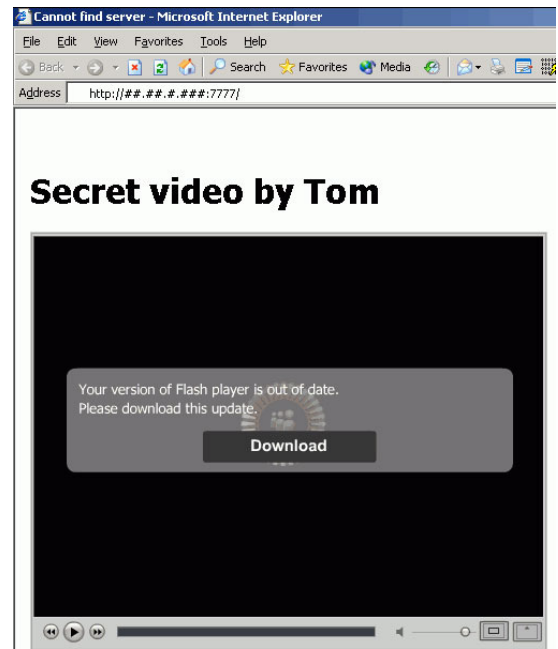 Cannot find server - Microsoft Internet Explorer
File Edit View Favorites Tools Help
Back Search Favorites Media
Address http://##.##.#.###:7777/
Secret video by Tom
Your version of Flash player is out of date.
Please download this update.
Download